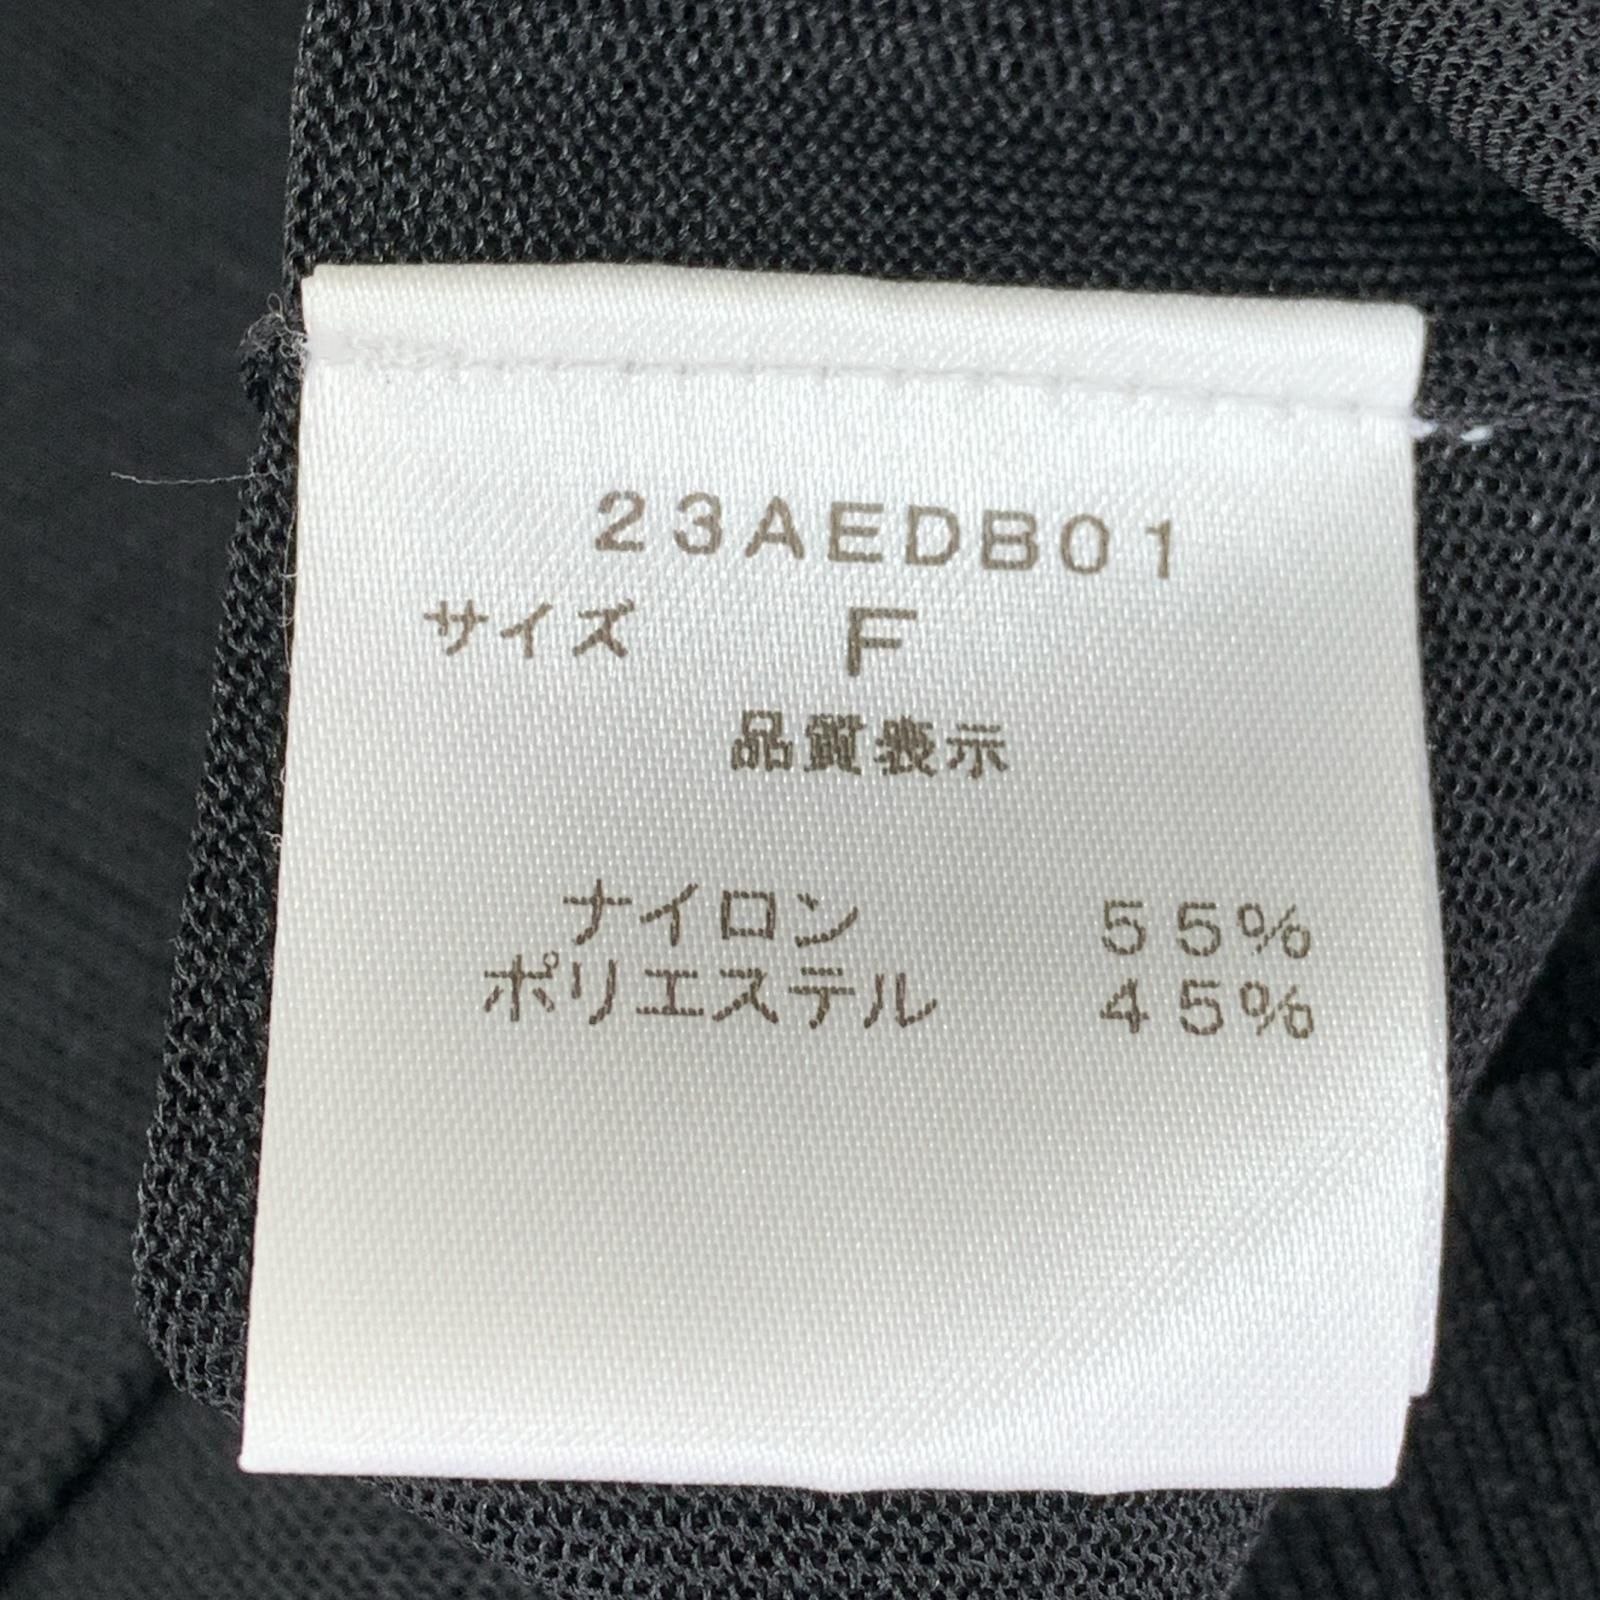 23AEDB01
サイズ F
品質表示
ナイロン 55%
ポリエステル 45%